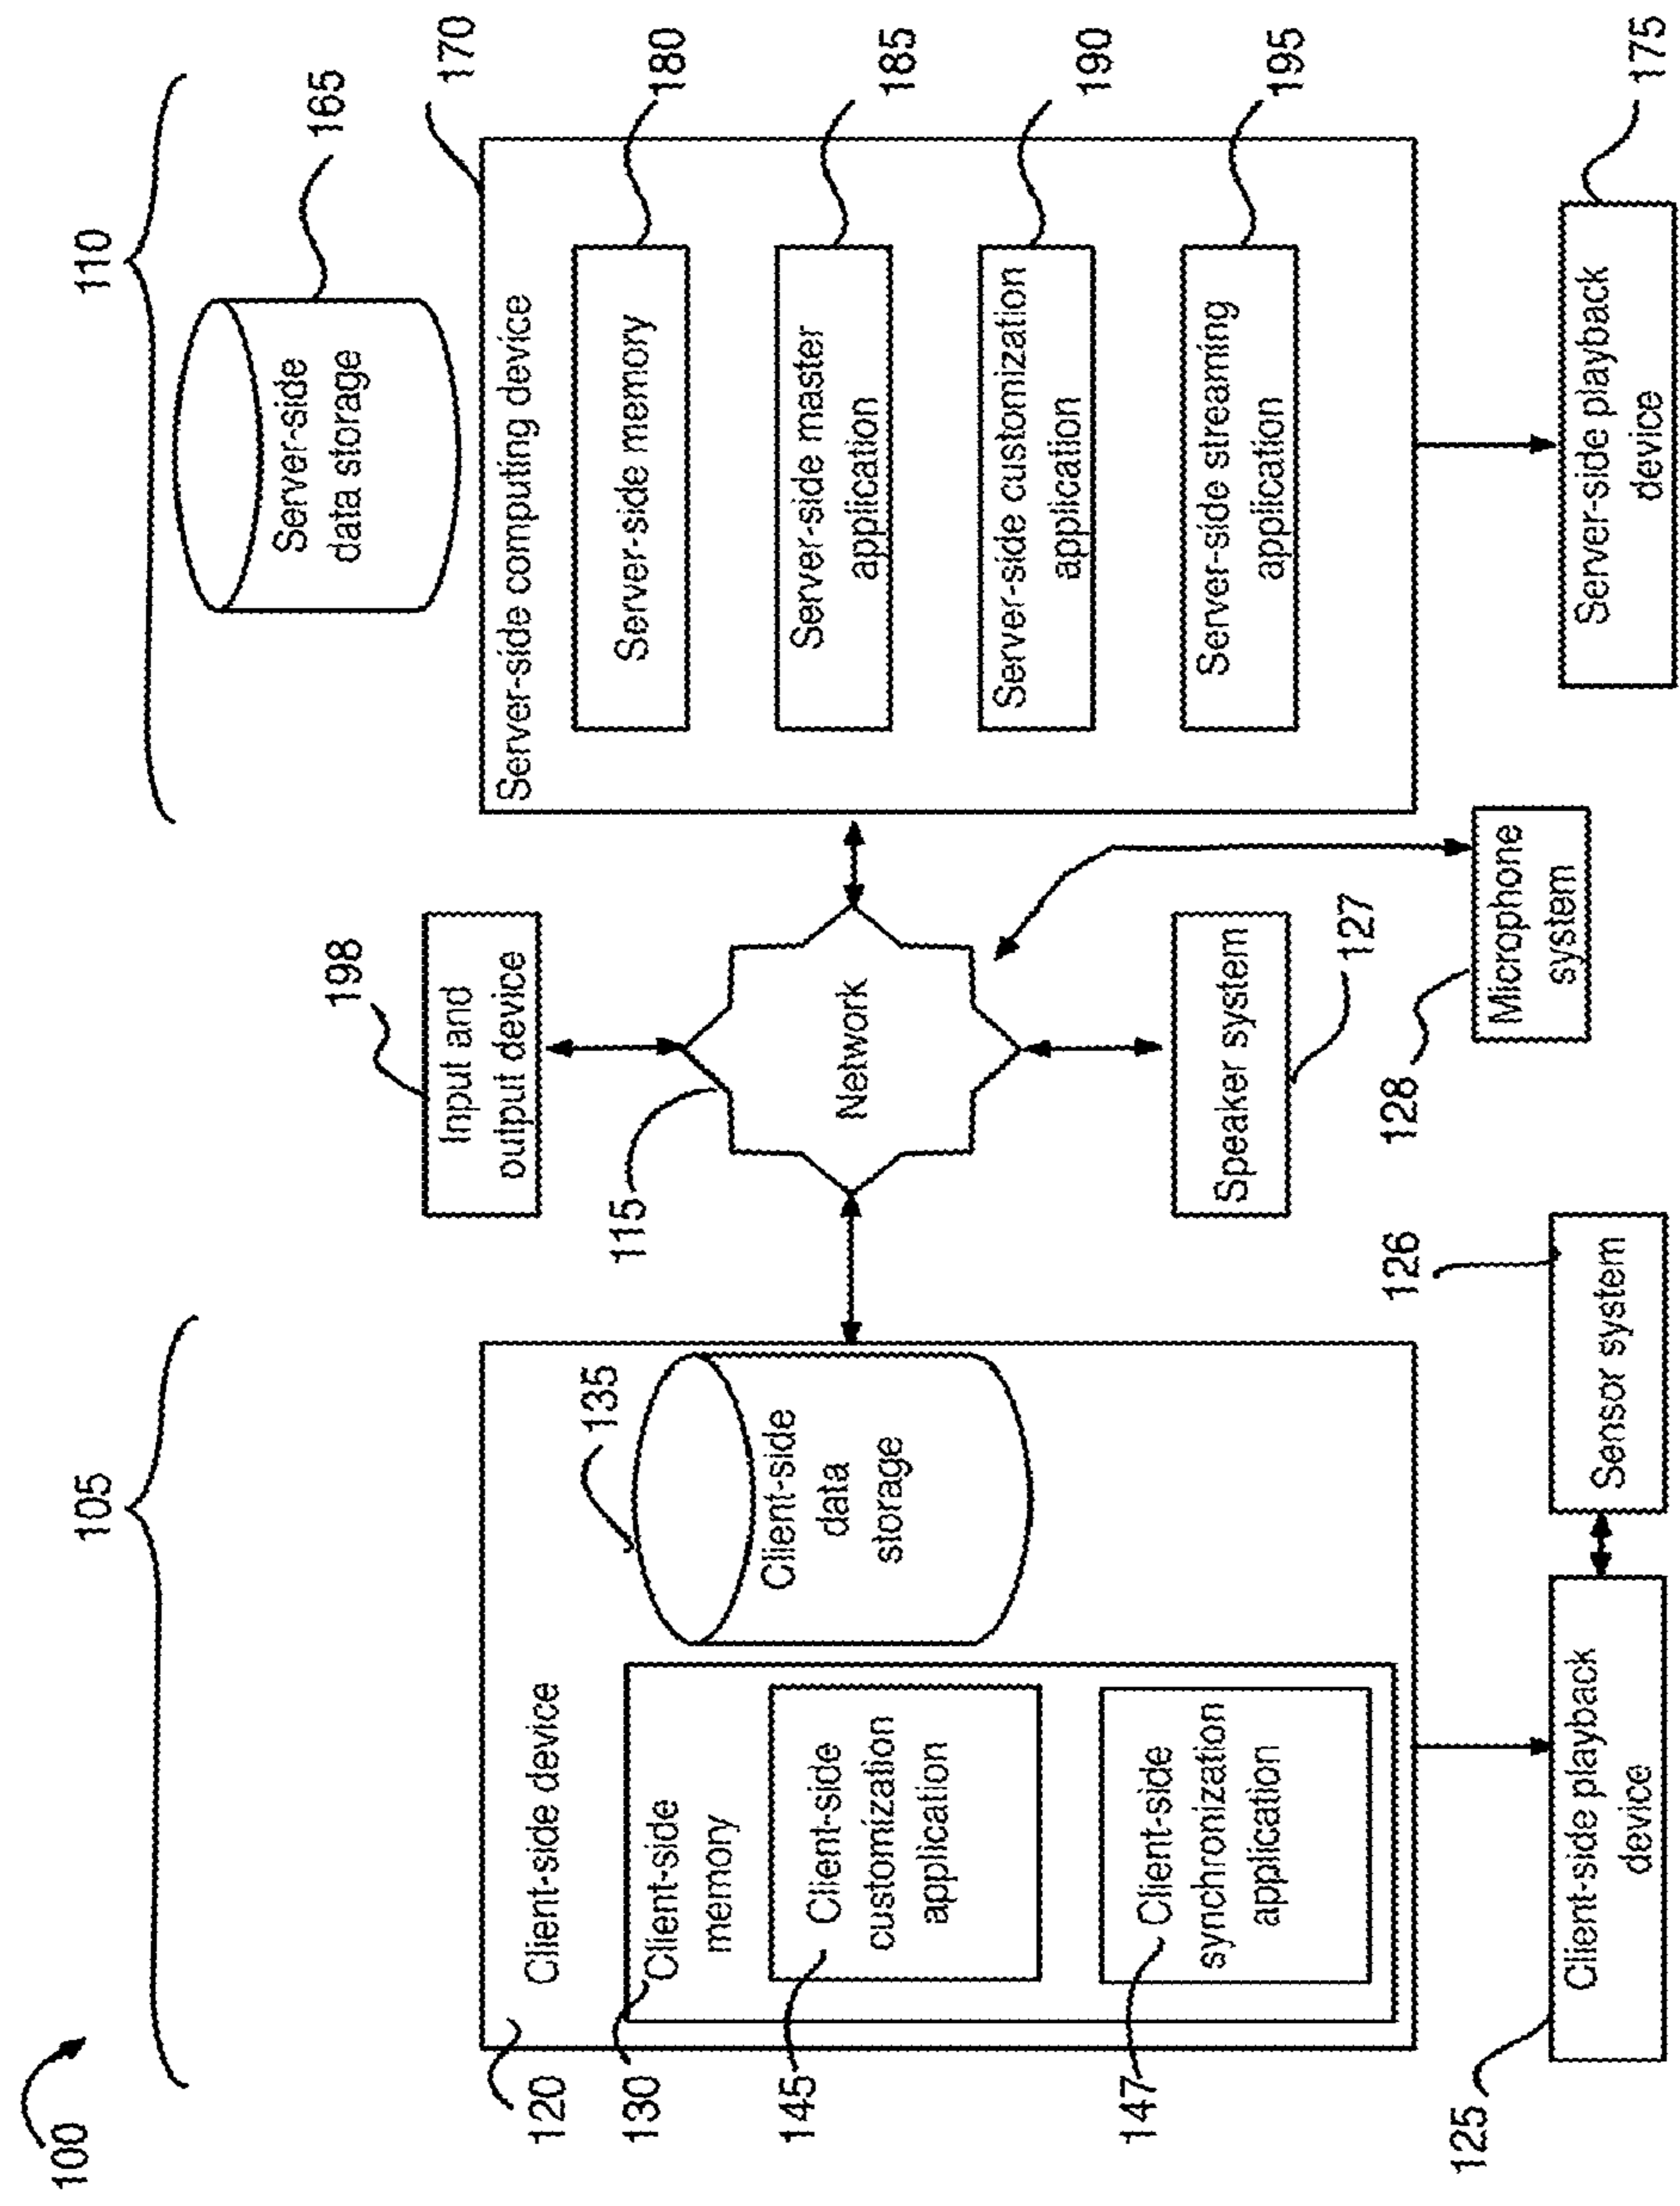 100
105
110
120
Client-side device
130
Client-side
memory
145
Client-side
customization
application
147
Client-side
synchronization
application
135
Client-side
data
storage
125
Client-side playback
device
126
Sensor system
198
Input and
output device
115
Network
Speaker system
127
128
Microphone
system
Server-side
data storage
165
170
Server-side computing device
Server-side memory
180
Server-side master
application
185
Server-side customization
application
190
Server-side streaming
application
195
Server-side playback
device
175